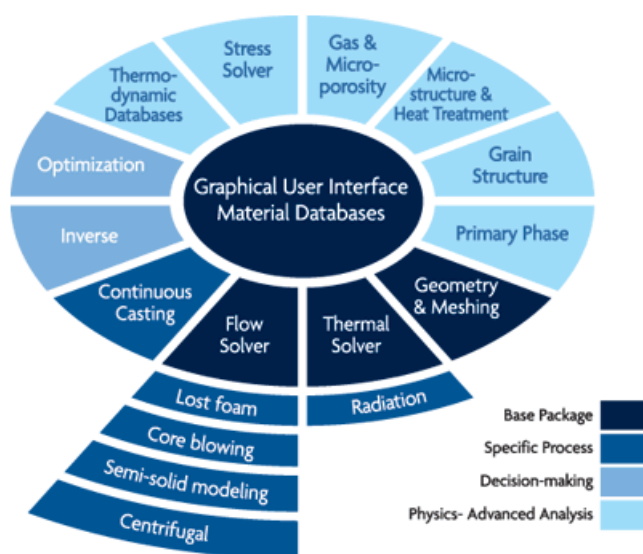 Stress
Solver
Gas &
Micro-
porosity
Thermo-
dynamic
Databases
Micro-
structure &
Heat Treatment
Optimization
Grain
Structure
Graphical User Interface
Material Databases
Inverse
Primary Phase
Continuous
Casting
Geometry
& Meshing
Flow
Solver
Thermal
Solver
Lost foam
Radiation
Core blowing
Semi-solid modeling
Centrifugal
Base Package
Specific Process
Decision-making
Physics- Advanced Analysis